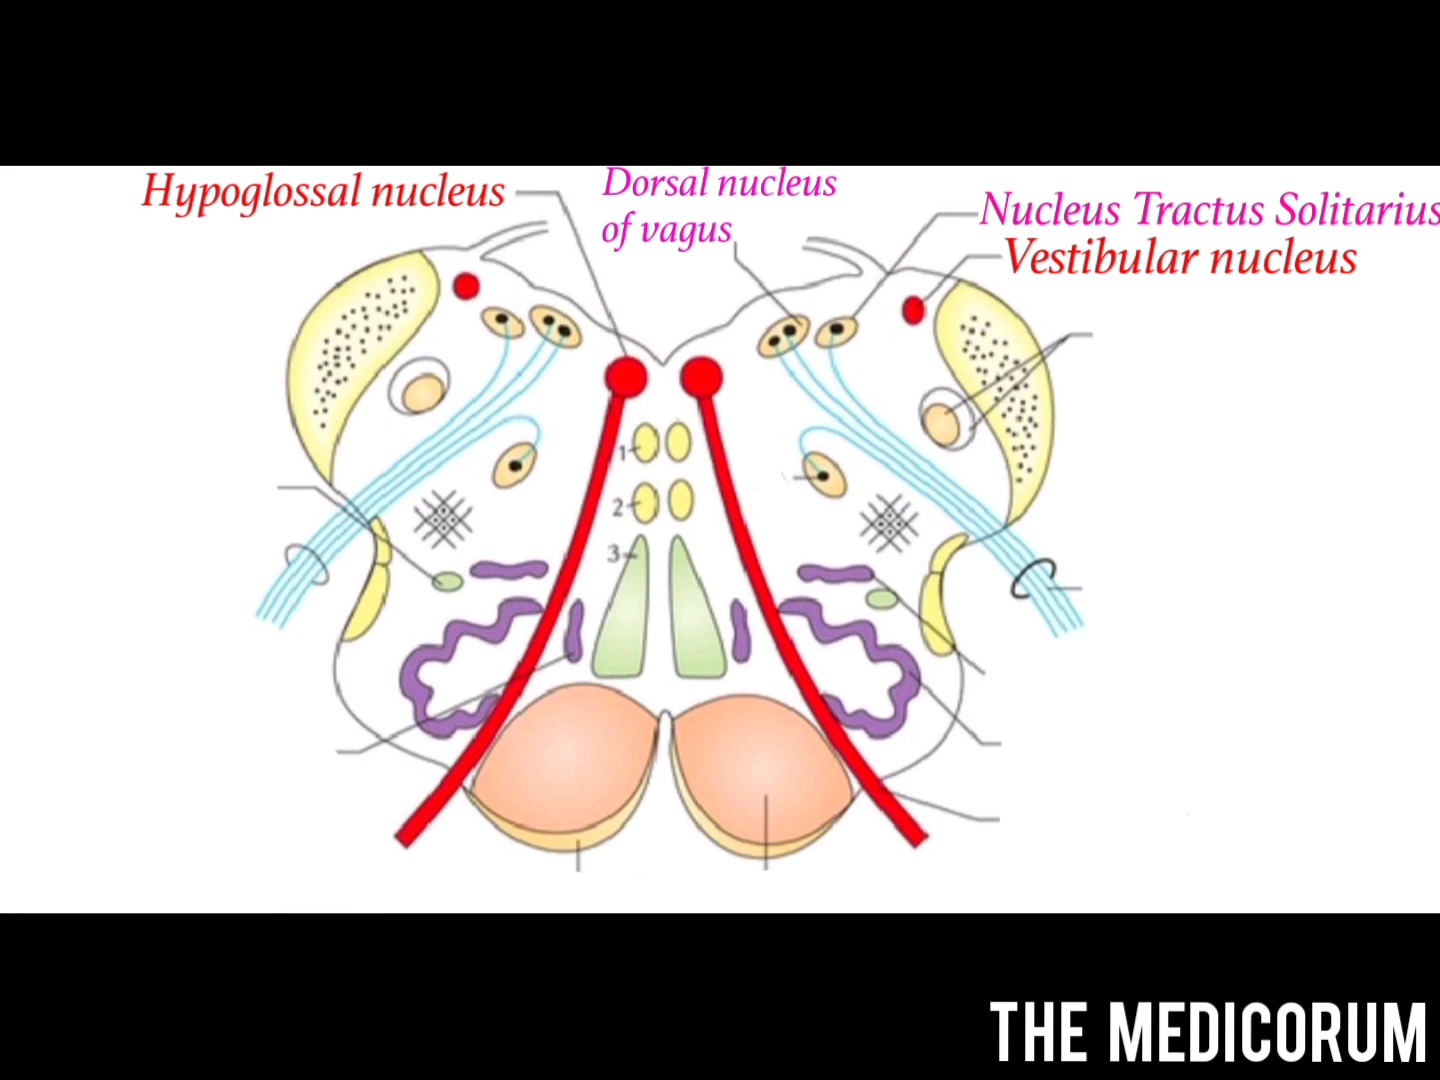 Hypoglossal nucleus
Dorsal nucleus
of vagus
Nucleus Tractus Solitarius
Vestibular nucleus
1
2
3
THE MEDICORUM